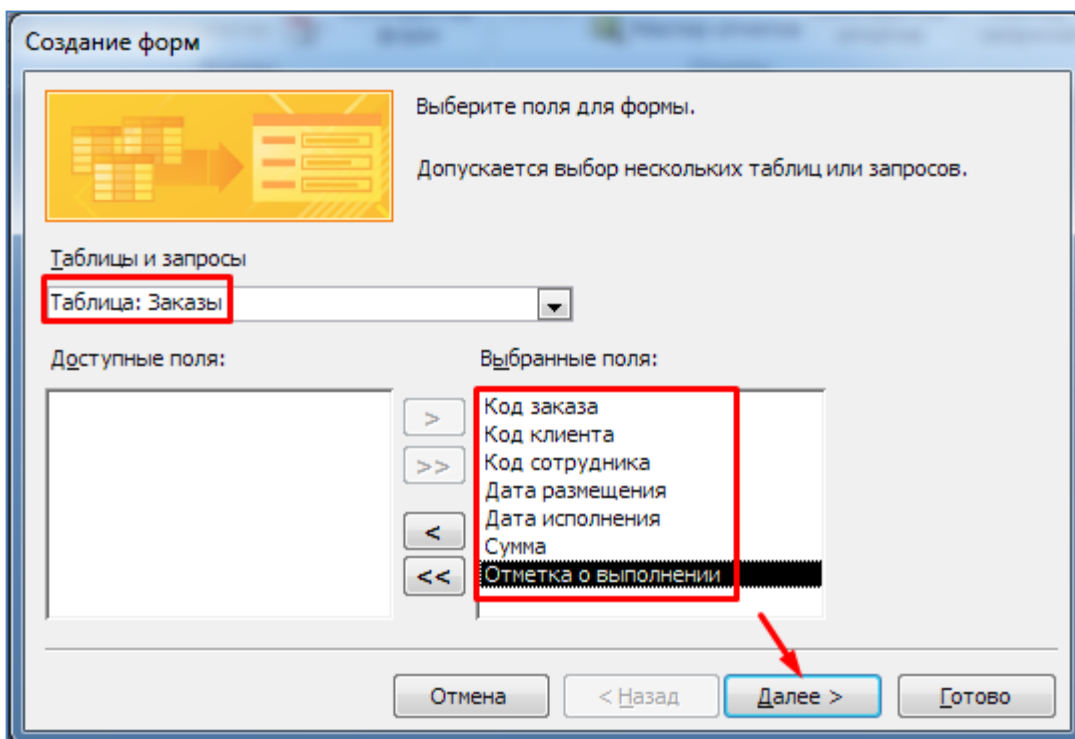 Создание форм
Выберите поля для формы.
Допускается выбор нескольких таблиц или запросов.
Таблицы и запросы
Таблица: Заказы
Доступные поля:
Выбранные поля:
>
>>
<
<<
Код заказа
Код клиента
Код сотрудника
Дата размещения
Дата исполнения
Сумма
Отметка о выполнении
Отмена
< Назад
Далее >
Готово